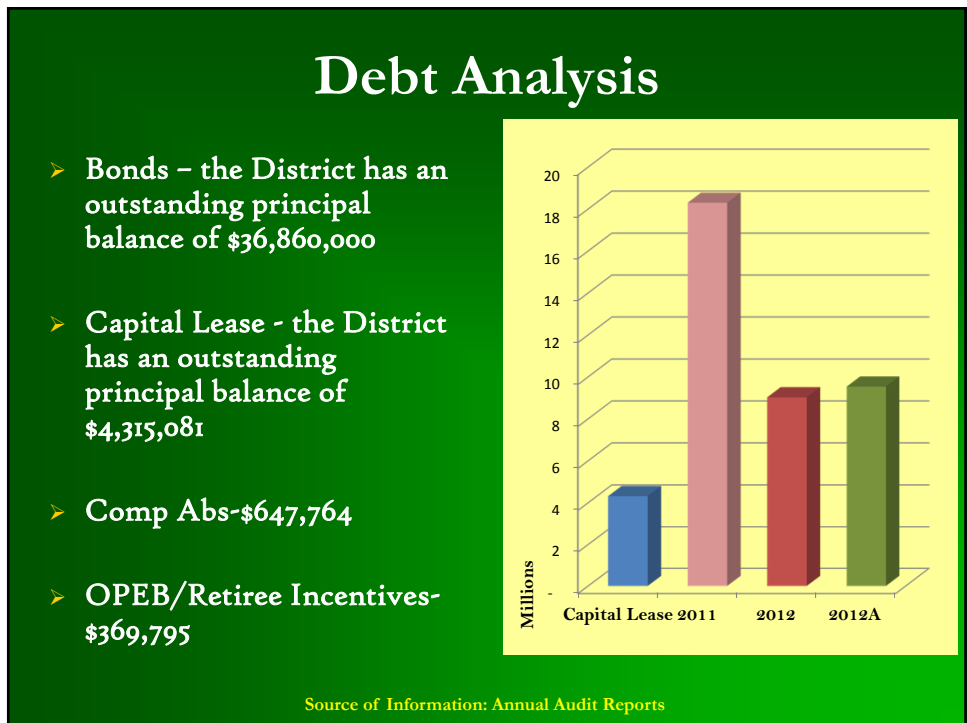 Debt Analysis
Bonds – the District has an
outstanding principal
balance of $36,860,000
Capital Lease - the District
has an outstanding
principal balance of
$4,315,081
Comp Abs-$647,764
OPEB/Retiree Incentives-
$369,795
20
18
16
14
12
10
8
6
4
2
-
Millions
Capital Lease 2011 2012 2012A
Source of Information: Annual Audit Reports